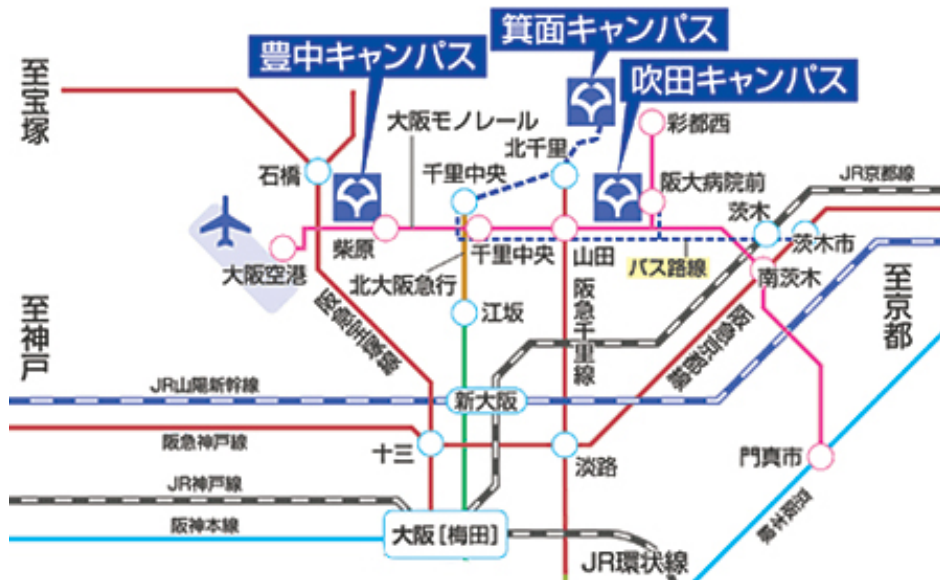 箕面キャンパス
豊中キャンパス
吹田キャンパス
至宝塚
大阪モノレール
彩都西
北千里
石橋
千里中央
阪大病院前
JR京都線
茨木
茨木市
柴原
千里中央
山田
バス路線
南茨木
大阪空港
北大阪急行
江坂
阪急千里線
至京都
至神戸
阪急宝塚線
阪急京都線
JR山陽新幹線
新大阪
阪急神戸線
十三
淡路
門真市
JR神戸線
京阪本線
阪神本線
大阪[梅田]
JR環状線